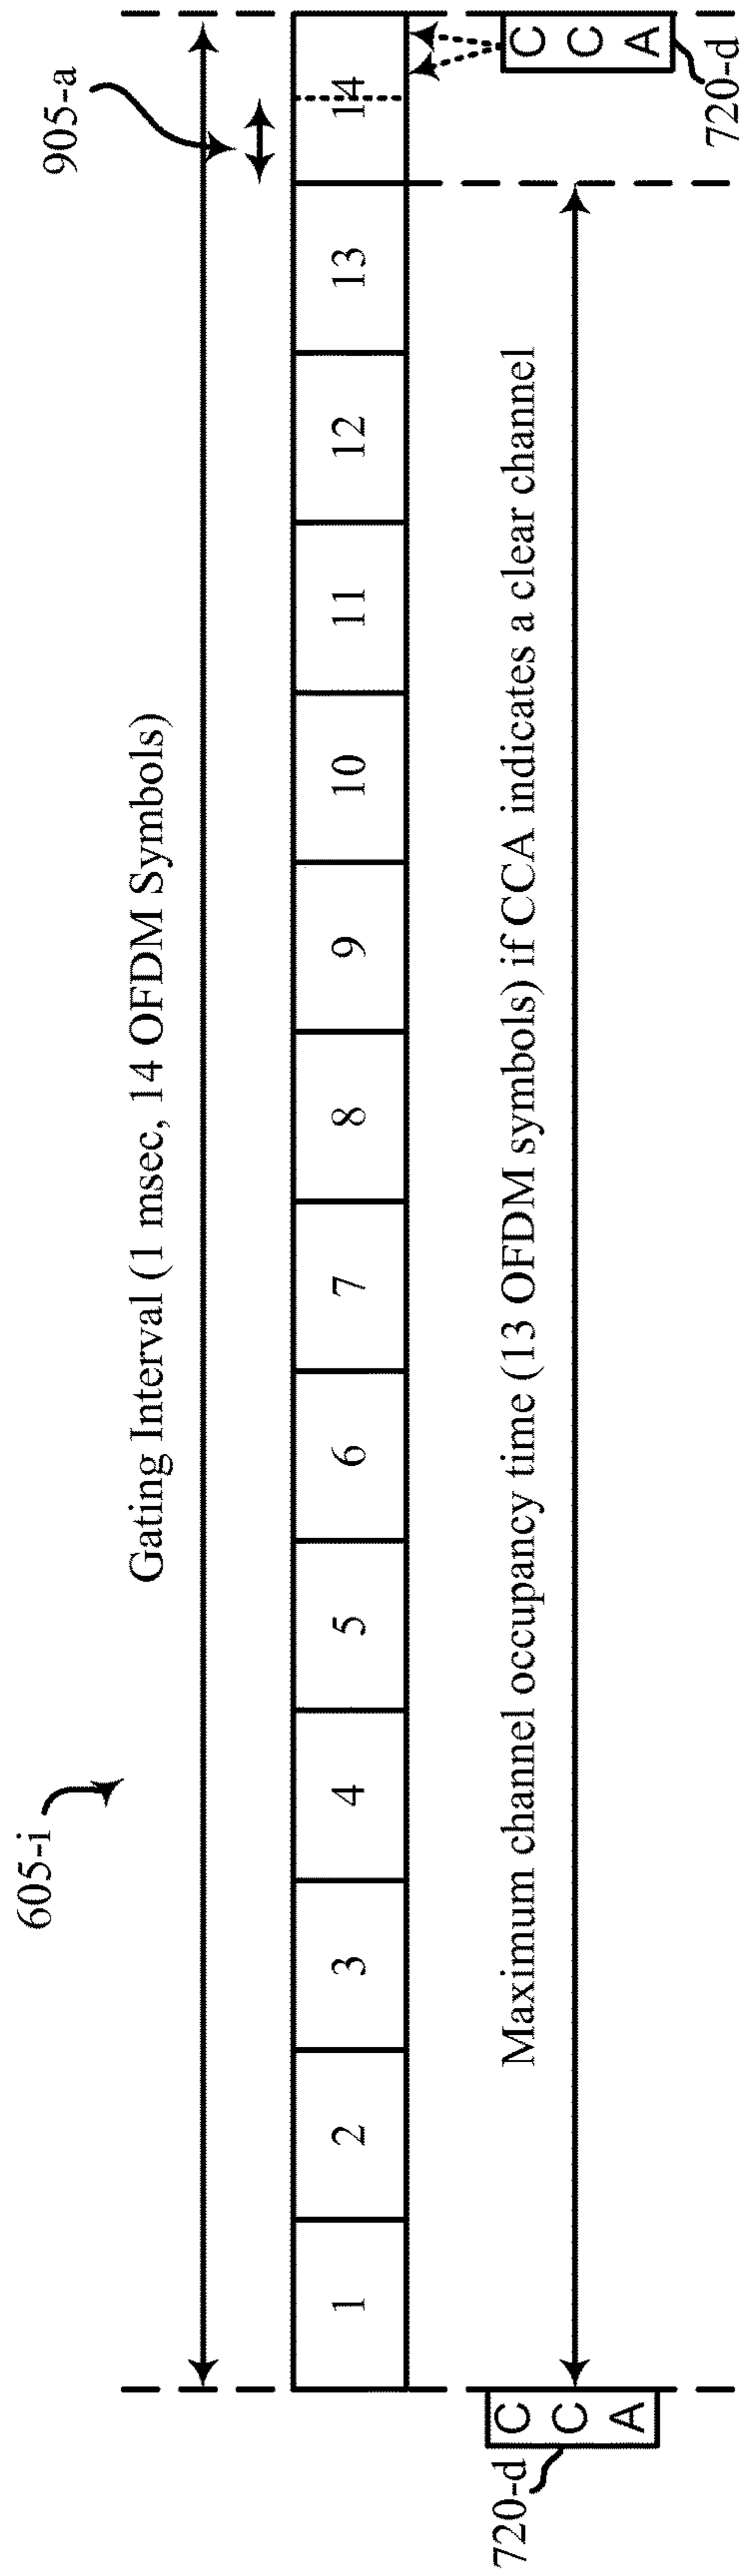 605-i
905-a
Gating Interval (1 msec, 14 OFDM Symbols)
1 2 3 4 5 6 7 8 9 10 11 12 13 14
Maximum channel occupancy time (13 OFDM symbols) if CCA indicates a clear channel
CCA
720-d
CCA
720-d